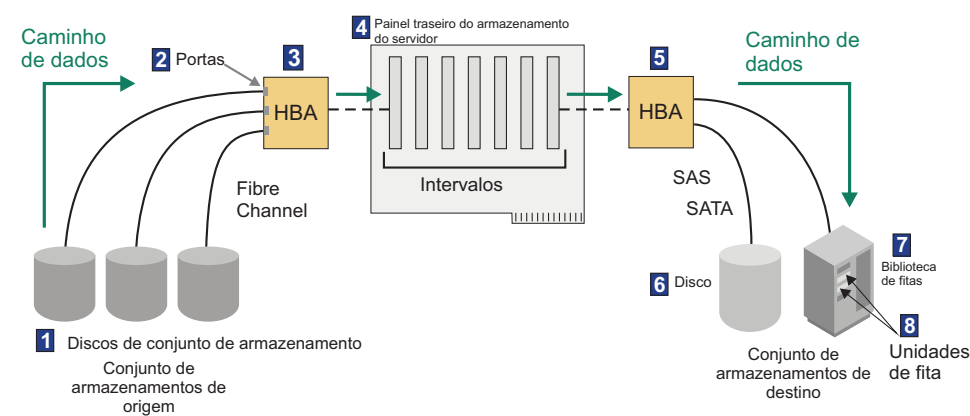 Caminho
de dados
2 Portas
3
HBA
4 Painel traseiro do armazenamento
do servidor
Intervalos
5
HBA
Caminho de
dados
Fibre
Channel
SAS
SATA
1 Discos de conjunto de armazenamento
Conjunto de
armazenamentos de
origem
6 Disco
7
Biblioteca
de fitas
8
Unidades
de fita
Conjunto de
armazenamentos de
destino